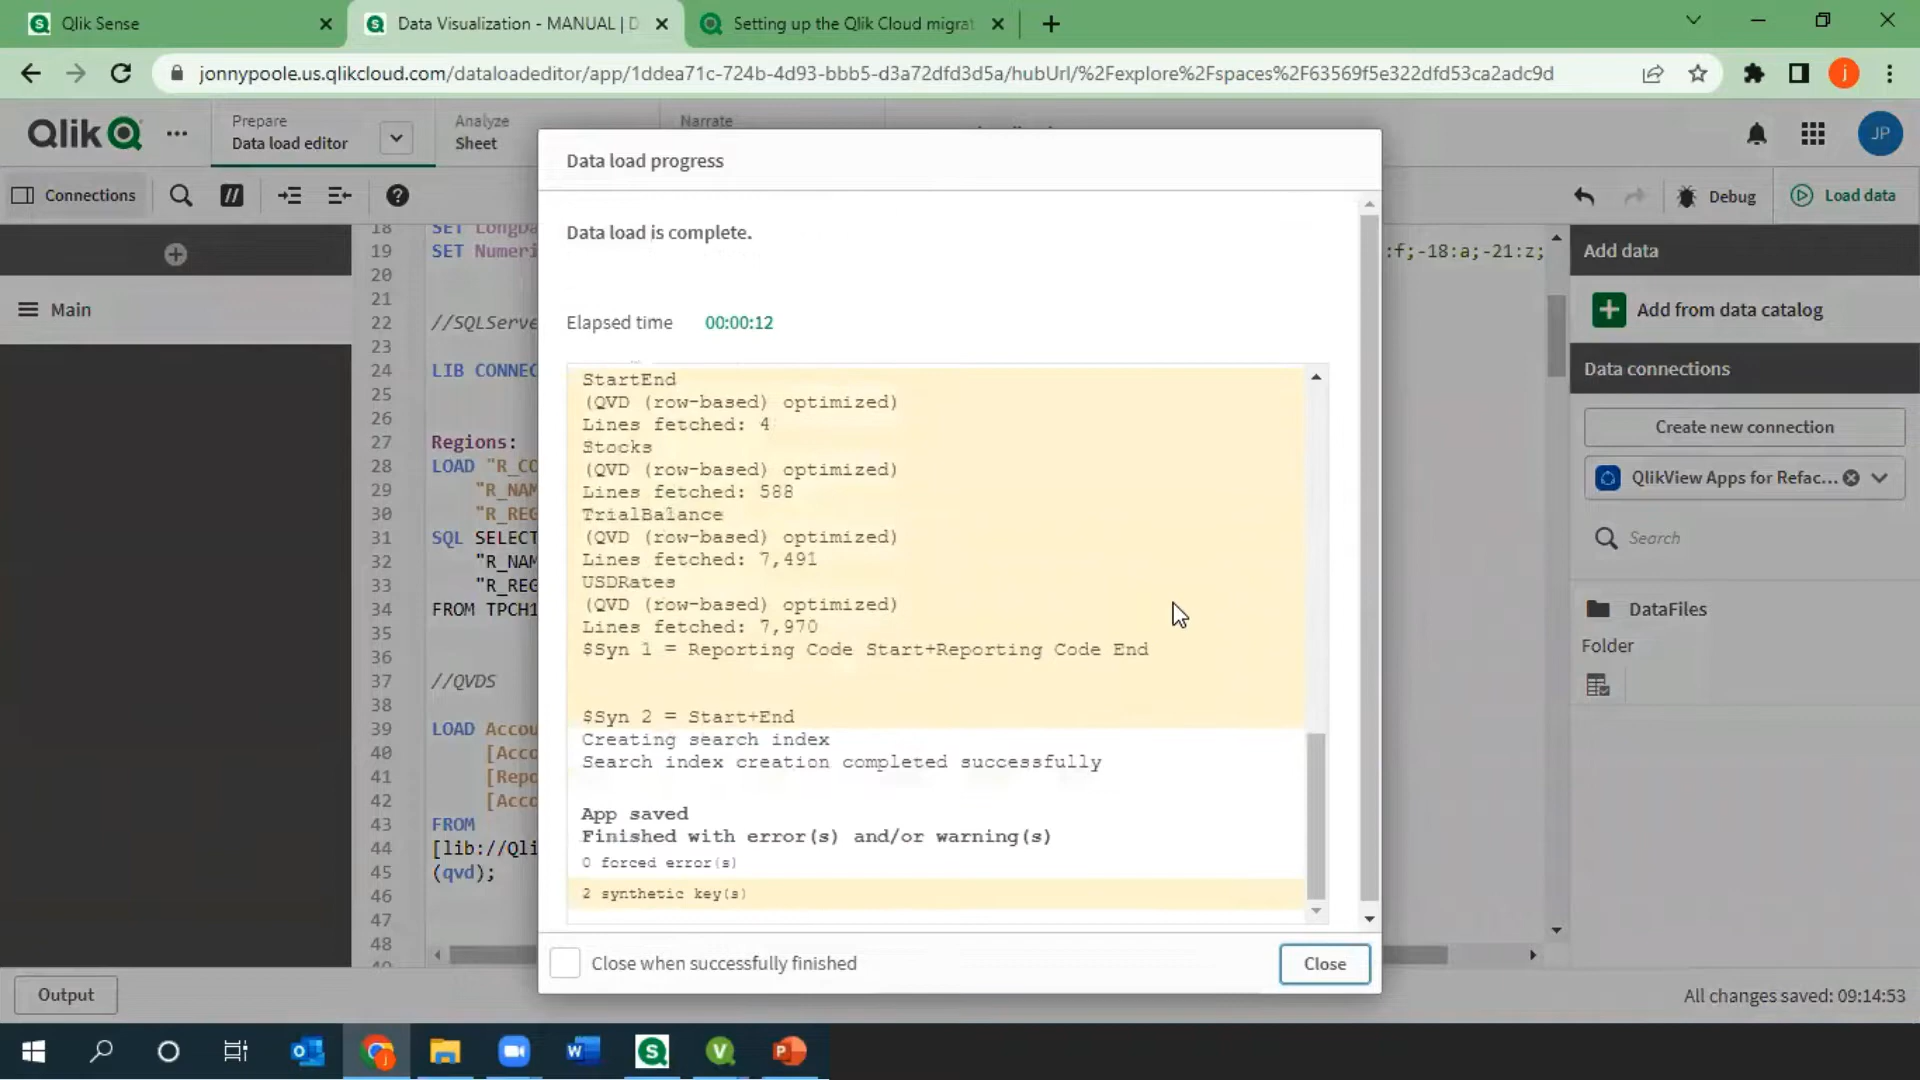 Qlik Sense
Data Visualization - MANUAL | D
Setting up the Qlik Cloud migrat
jonnypoole.us.qlikcloud.com/dataloadeditor/app/1ddea71c-724b-4d93-bbb5-d3a72dfd3d5a/hubUrl/%2Fexplore%2Fspaces%2F63569f5e322dfd53ca2adc9d
j
Qlik
Prepare
Data load editor
Analyze
Sheet
Narrate
JP
Connections
Debug
Load data
Main
18
19 SET Numeri
:f;-18:a;-21:z;
20
21
22 //SQLServe
23
24 LIB CONNEC
25
26
27 Regions:
28 LOAD "R_CO
29 "R_NAM
30 "R_REG
31 SQL SELECT
32 "R_NAM
33 "R_REG
34 FROM TPCH1
35
36
37 //QVDS
38
39 LOAD Accou
40 [Acco
41 [Repo
42 [Acco
43 FROM
44 [lib://Qli
45 (qvd);
46
47
48
Data load progress
Data load is complete.
Elapsed time 00:00:12
StartEnd
(QVD (row-based) optimized)
Lines fetched: 4
Stocks
(QVD (row-based) optimized)
Lines fetched: 588
TrialBalance
(QVD (row-based) optimized)
Lines fetched: 7,491
USDRates
(QVD (row-based) optimized)
Lines fetched: 7,970
$Syn 1 = Reporting Code Start+Reporting Code End
$Syn 2 = Start+End
Creating search index
Search index creation completed successfully
App saved
Finished with error(s) and/or warning(s)
0 forced error(s)
2 synthetic key(s)
Close when successfully finished
Close
Add data
Add from data catalog
Data connections
Create new connection
QlikView Apps for Refac...
Search
DataFiles
Folder
Output
All changes saved: 09:14:53